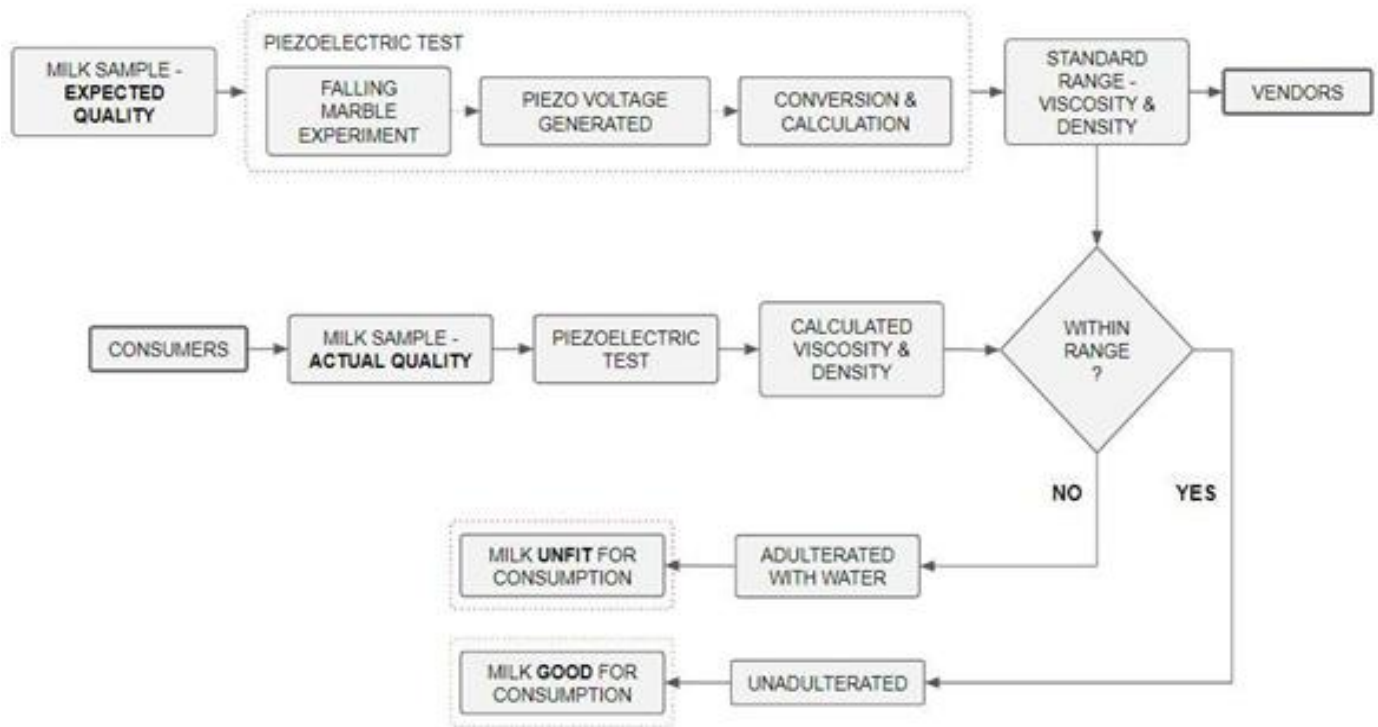 PIEZOELECTRIC TEST
MILK SAMPLE -
EXPECTED
QUALITY
FALLING
MARBLE
EXPERIMENT
PIEZO VOLTAGE
GENERATED
CONVERSION &
CALCULATION
STANDARD
RANGE -
VISCOSITY &
DENSITY
VENDORS
CONSUMERS
MILK SAMPLE -
ACTUAL QUALITY
PIEZOELECTRIC
TEST
CALCULATED
VISCOSITY &
DENSITY
WITHIN
RANGE
?
NO
YES
MILK UNFIT FOR
CONSUMPTION
ADULTERATED
WITH WATER
MILK GOOD FOR
CONSUMPTION
UNADULTERATED